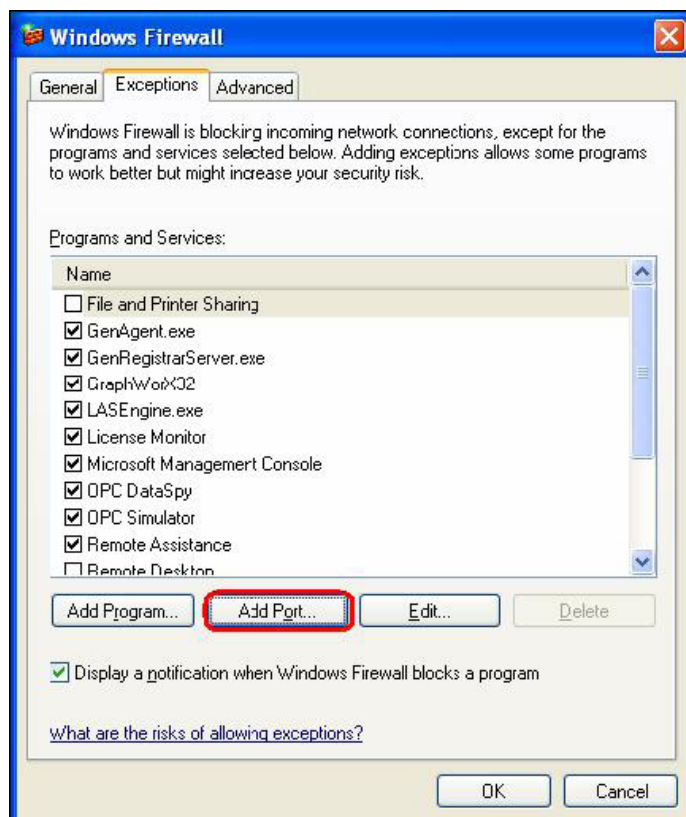 Windows Firewall
General Exceptions Advanced
Windows Firewall is blocking incoming network connections, except for the
programs and services selected below. Adding exceptions allows some programs
to work better but might increase your security risk.
Programs and Services:
Name
File and Printer Sharing
GenAgent.exe
GenRegistrarServer.exe
GraphWorX32
LASEngine.exe
License Monitor
Microsoft Management Console
OPC DataSpy
OPC Simulator
Remote Assistance
Remote Desktop
Add Program... Add Port... Edit... Delete
Display a notification when Windows Firewall blocks a program
What are the risks of allowing exceptions?
OK Cancel